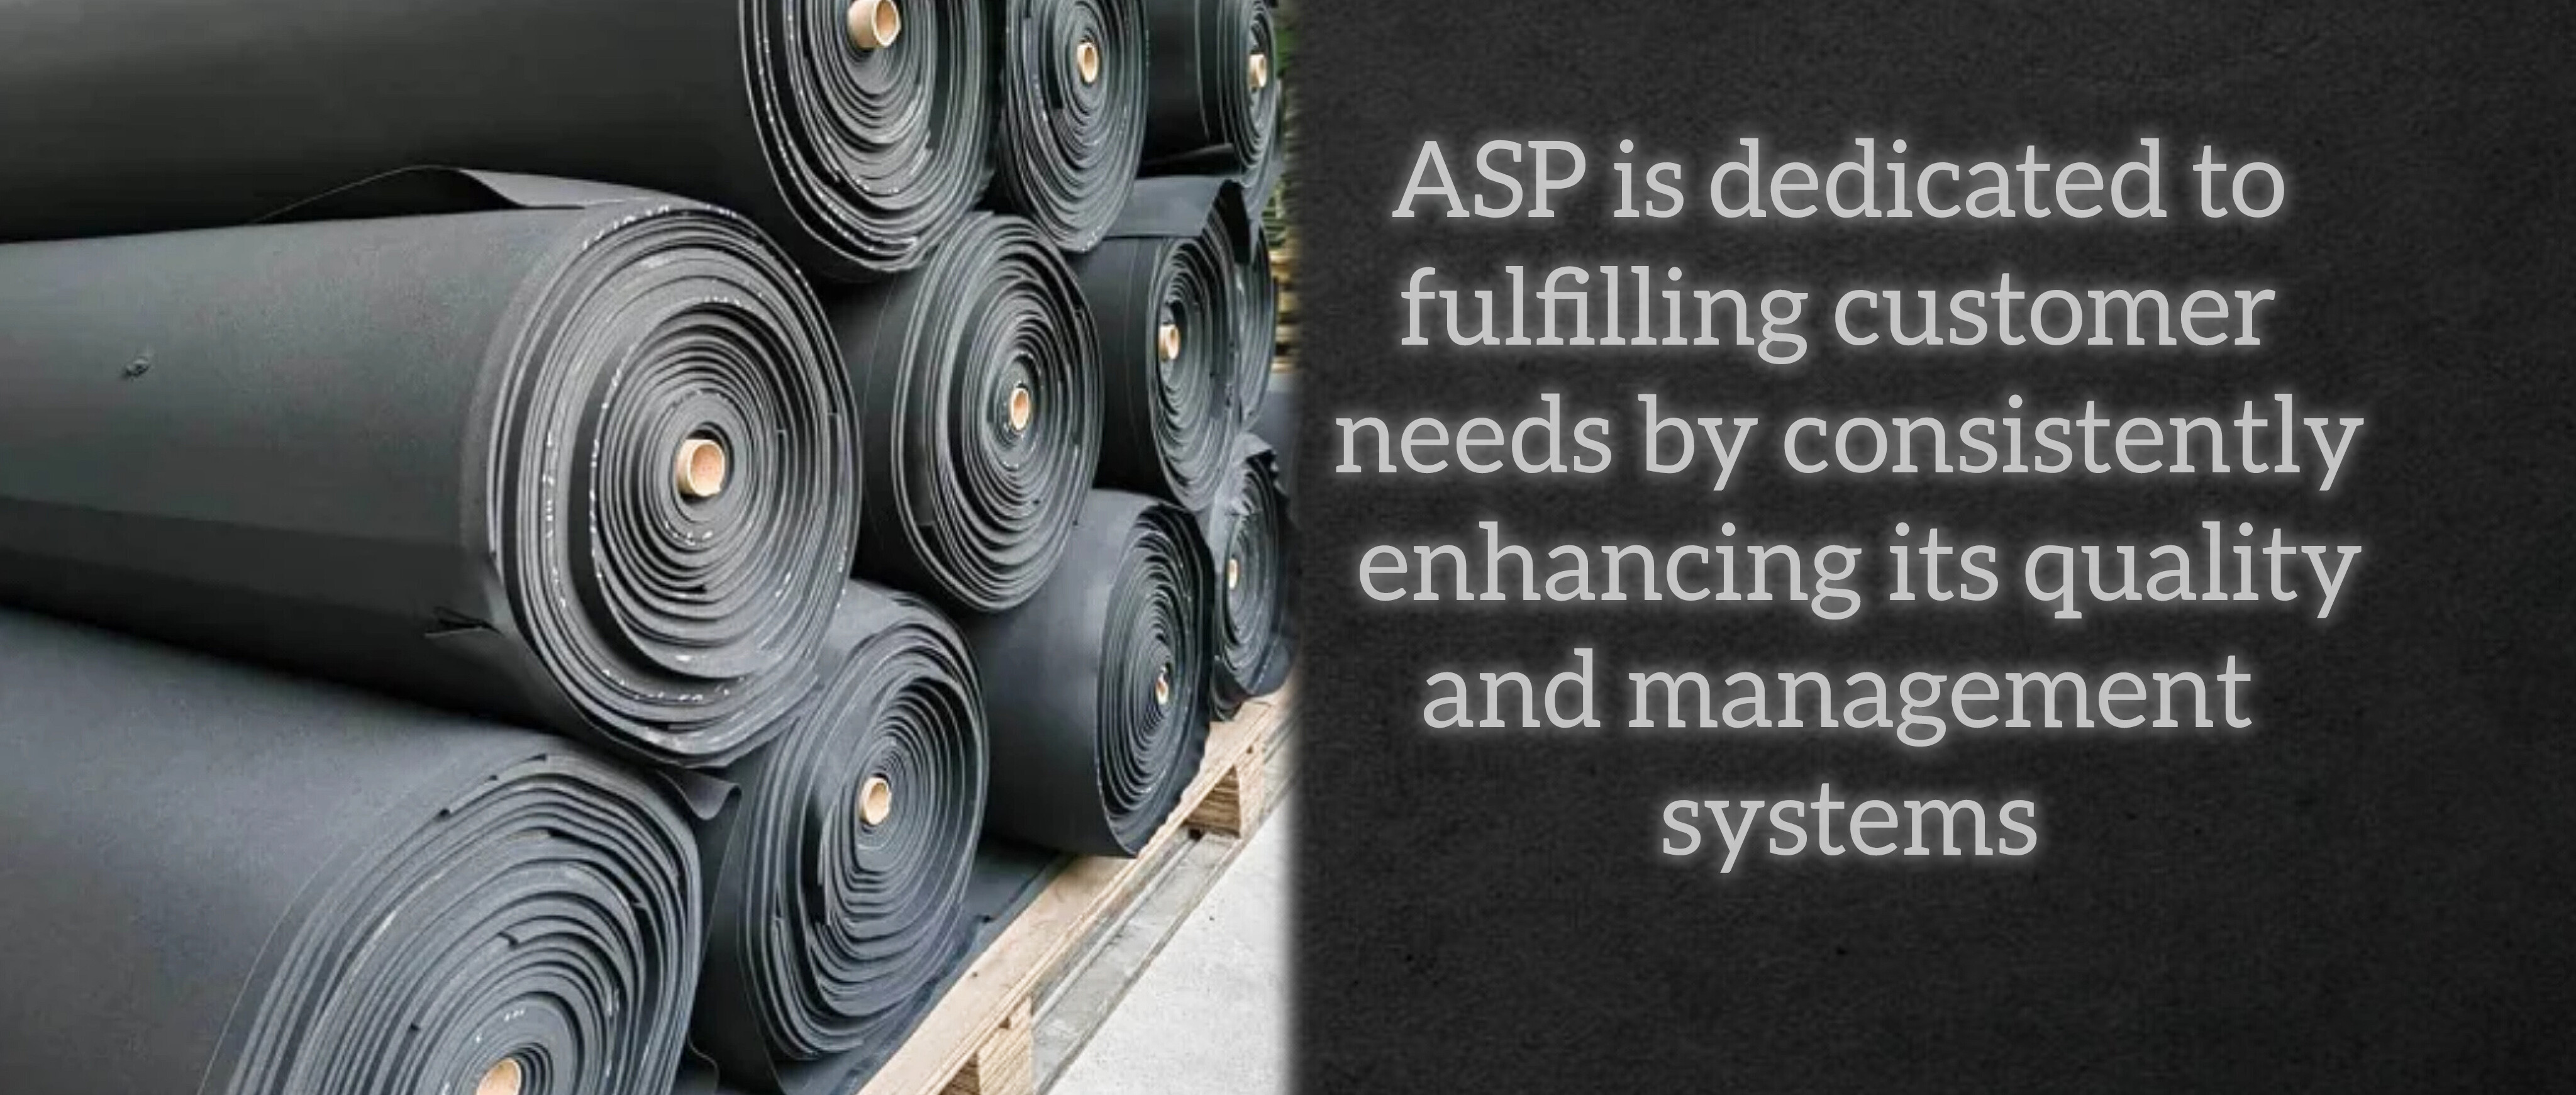 ASP is dedicated to
fulfilling customer
needs by consistently
enhancing its quality
and management
systems